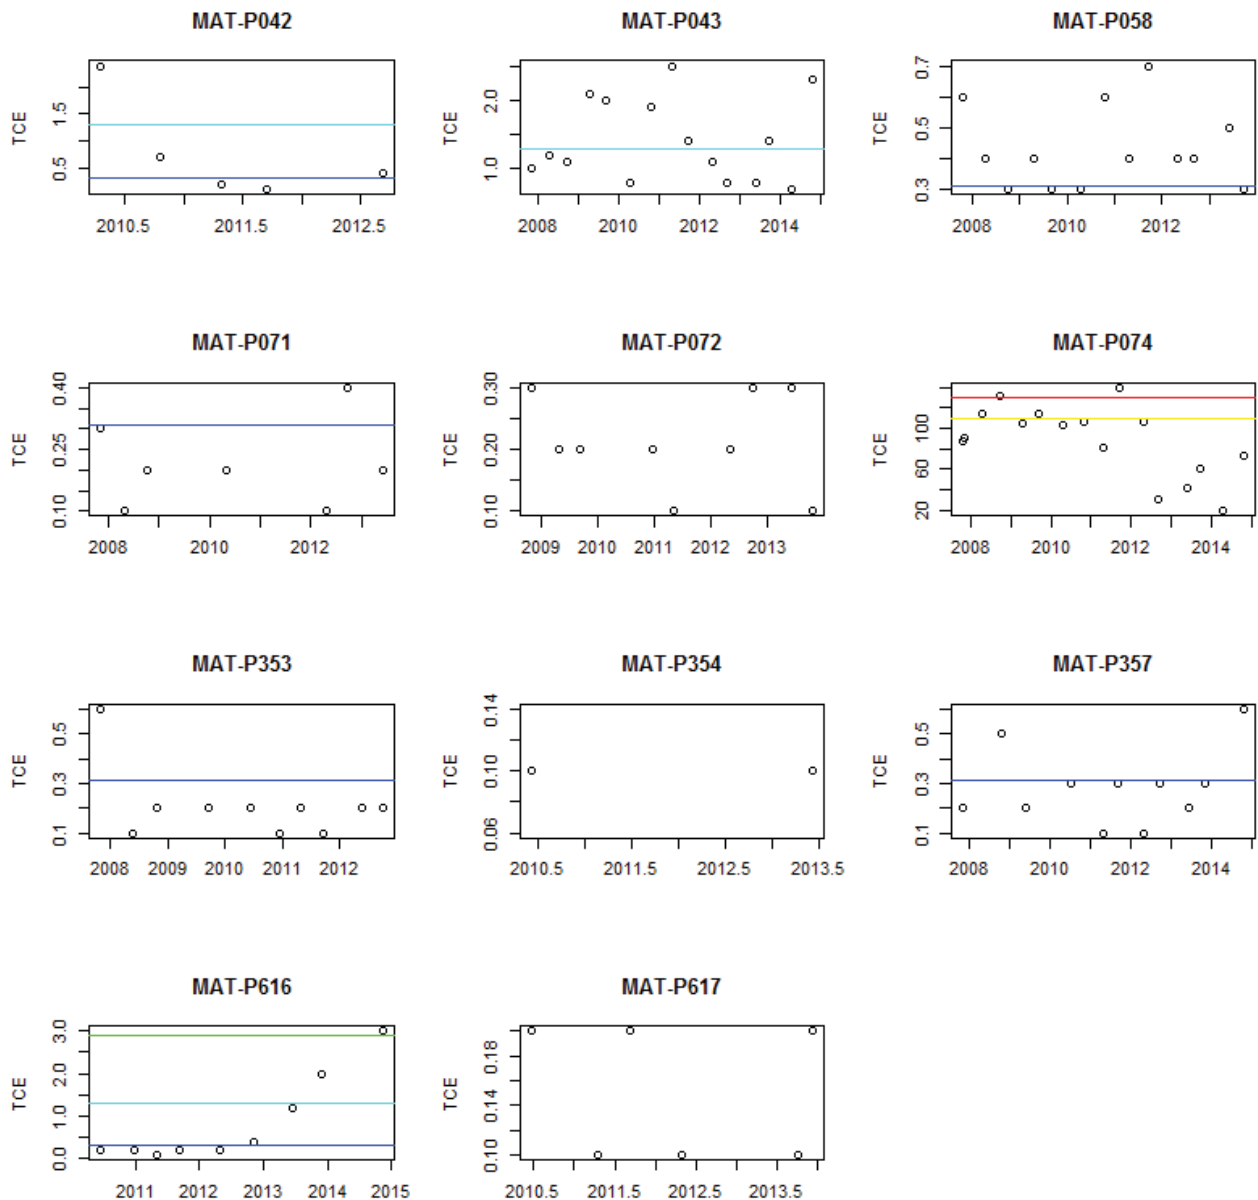 MAT-P042 MAT-P043 MAT-P058
TCE 0.5 1.5
2010.5 2011.5 2012.5
TCE 1.0 2.0
2008 2010 2012 2014
TCE 0.3 0.5 0.7
2008 2010 2012
MAT-P071 MAT-P072 MAT-P074
TCE 0.10 0.25 0.40
2008 2010 2012
TCE 0.10 0.20 0.30
2009 2010 2011 2012 2013
TCE 20 60 100
2008 2010 2012 2014
MAT-P353 MAT-P354 MAT-P357
TCE 0.1 0.3 0.5
2008 2009 2010 2011 2012
TCE 0.06 0.10 0.14
2010.5 2011.5 2012.5 2013.5
TCE 0.1 0.3 0.5
2008 2010 2012 2014
MAT-P616 MAT-P617
TCE 0.0 1.0 2.0 3.0
2011 2012 2013 2014 2015
TCE 0.10 0.14 0.18
2010.5 2011.5 2012.5 2013.5